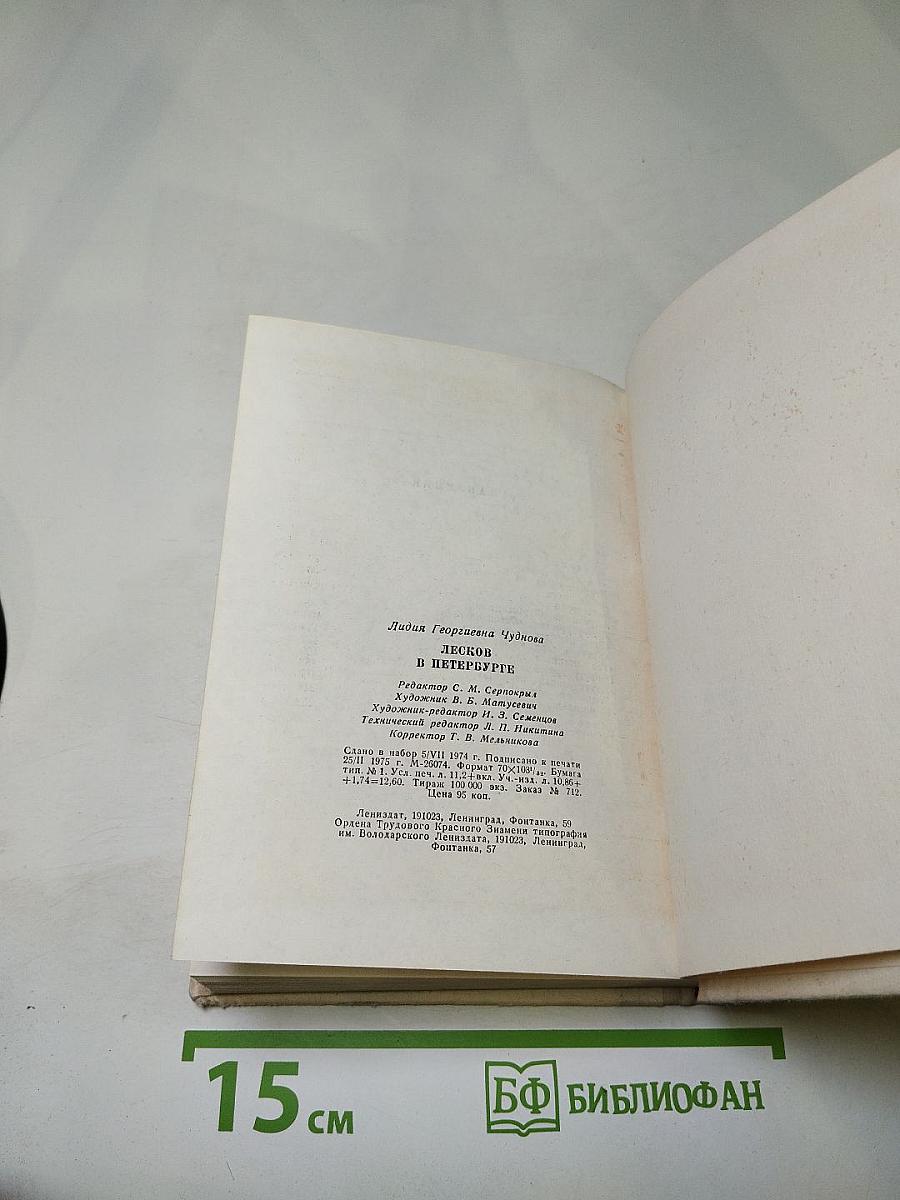 Лидия Георгиевна Чуднова
ЛЕСКОВ
В ПЕТЕРБУРГЕ
Редактор С. М. Серпокрыл
Художник В. Б. Матусевич
Художник-редактор И. З. Семенцов
Технический редактор Л. П. Никитина
Корректор Т. В. Мельникова
Сдано в набор 5/VII 1974 г. Подписано к печати
25/II 1975 г. М-26074. Формат 70×103¹/₃₂. Бумага
тип. № 1. Усл. печ. л. 11,2+вкл. Уч.-изд. л. 10,86+
+1,74=12,60. Тираж 100 000 экз. Заказ № 712.
Цена 95 коп.
Лениздат, 191023, Ленинград, Фонтанка, 59
Ордена Трудового Красного Знамени типография
им. Володарского Лениздата, 191023, Ленинград,
Фонтанка, 57
15 см
БФ БИБЛИОФАН